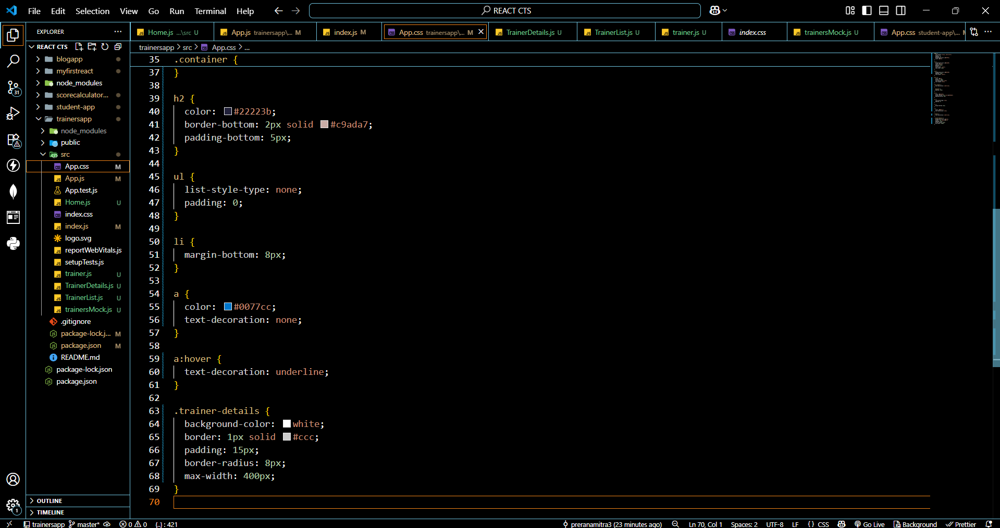 File Edit Selection View Go Run Terminal Help
REACT CTS
EXPLORER
Home.js ...\src U
App.js trainersapp\... M
index.js M
App.css trainersapp\... M
TrainerDetails.js U
TrainerList.js U
trainer.js U
index.css
trainersMock.js U
App.css student-app\...
REACT CTS
blogapp
myfirstreact
node_modules
scorecalculator...
student-app
trainersapp
node_modules
public
src
App.css M
App.js M
App.test.js
Home.js U
index.css
index.js M
logo.svg
reportWebVitals.js
setupTests.js
trainer.js U
TrainerDetails.js U
TrainerList.js U
trainersMock.js U
.gitignore
package-lock.j... M
package.json M
README.md
package-lock.json
package.json
OUTLINE
TIMELINE
31
1
trainersapp > src > App.css > ...
35 .container {
37 }
38
39 h2 {
40 color: #22223b;
41 border-bottom: 2px solid #c9ada7;
42 padding-bottom: 5px;
43 }
44
45 ul {
46 list-style-type: none;
47 padding: 0;
48 }
49
50 li {
51 margin-bottom: 8px;
52 }
53
54 a {
55 color: #0077cc;
56 text-decoration: none;
57 }
58
59 a:hover {
60 text-decoration: underline;
61 }
62
63 .trainer-details {
64 background-color: white;
65 border: 1px solid #ccc;
66 padding: 15px;
67 border-radius: 8px;
68 max-width: 400px;
69 }
70
trainersapp master* 0 0 {..} : 421 preranamitra3 (23 minutes ago) Ln 70, Col 1 Spaces: 2 UTF-8 LF {} CSS Go Live Background Prettier